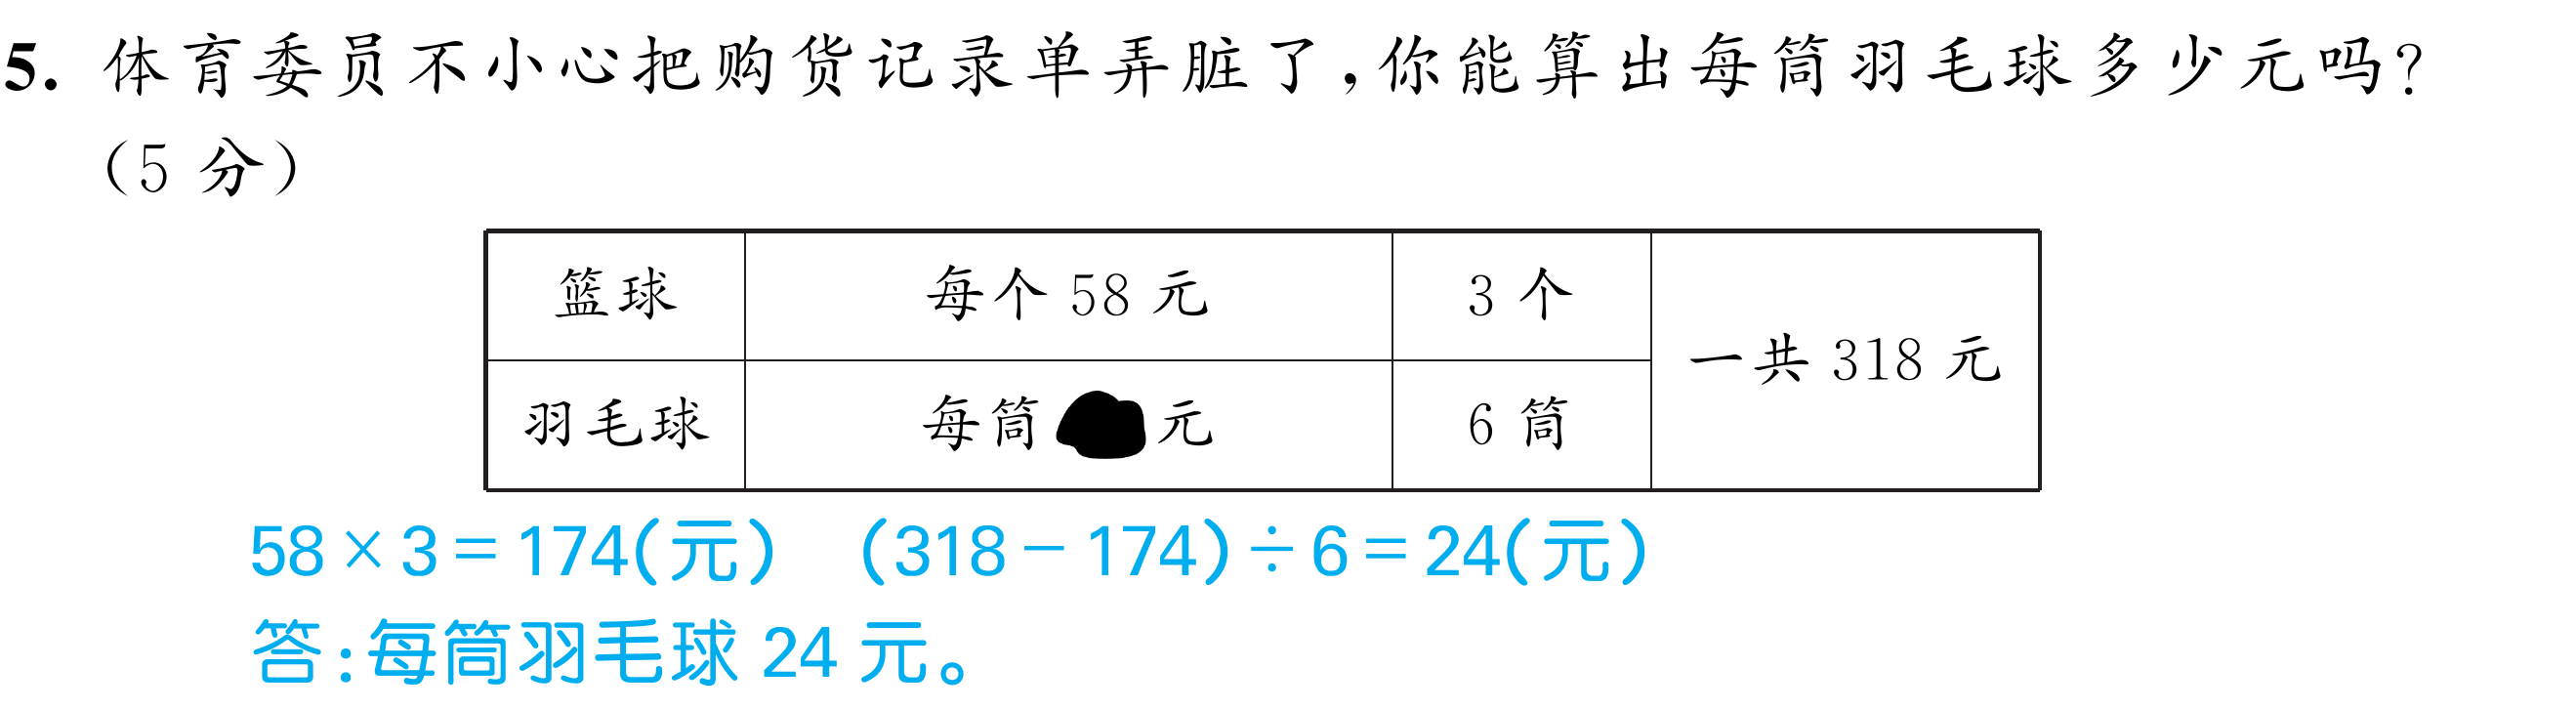 5. 体育委员不小心把购货记录单弄脏了,你能算出每筒羽毛球多少元吗?
(5 分)
篮球 每个 58 元 3 个
一共 318 元
羽毛球 每筒 元 6 筒
58 × 3 = 174(元) (318 - 174) ÷ 6 = 24(元)
答:每筒羽毛球 24 元。